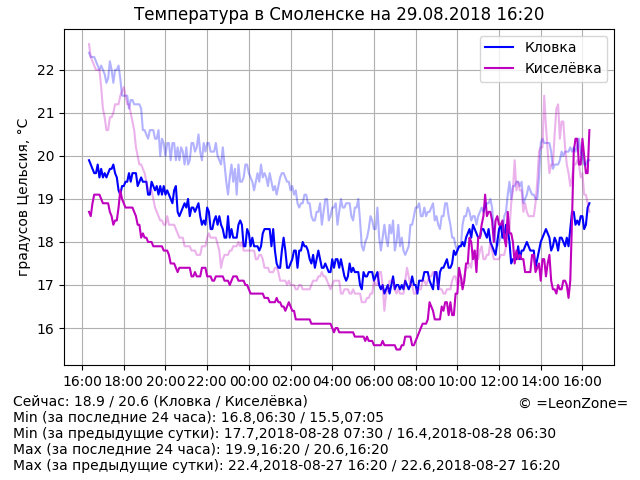 Температура в Смоленске на 29.08.2018 16:20
Кловка
Киселёвка
градусов Цельсия, °C
22
21
20
19
18
17
16
16:00 18:00 20:00 22:00 00:00 02:00 04:00 06:00 08:00 10:00 12:00 14:00 16:00
Сейчас: 18.9 / 20.6 (Кловка / Киселёвка)
© =LeonZone=
Min (за последние 24 часа): 16.8,06:30 / 15.5,07:05
Min (за предыдущие сутки): 17.7,2018-08-28 07:30 / 16.4,2018-08-28 06:30
Max (за последние 24 часа): 19.9,16:20 / 20.6,16:20
Max (за предыдущие сутки): 22.4,2018-08-27 16:20 / 22.6,2018-08-27 16:20